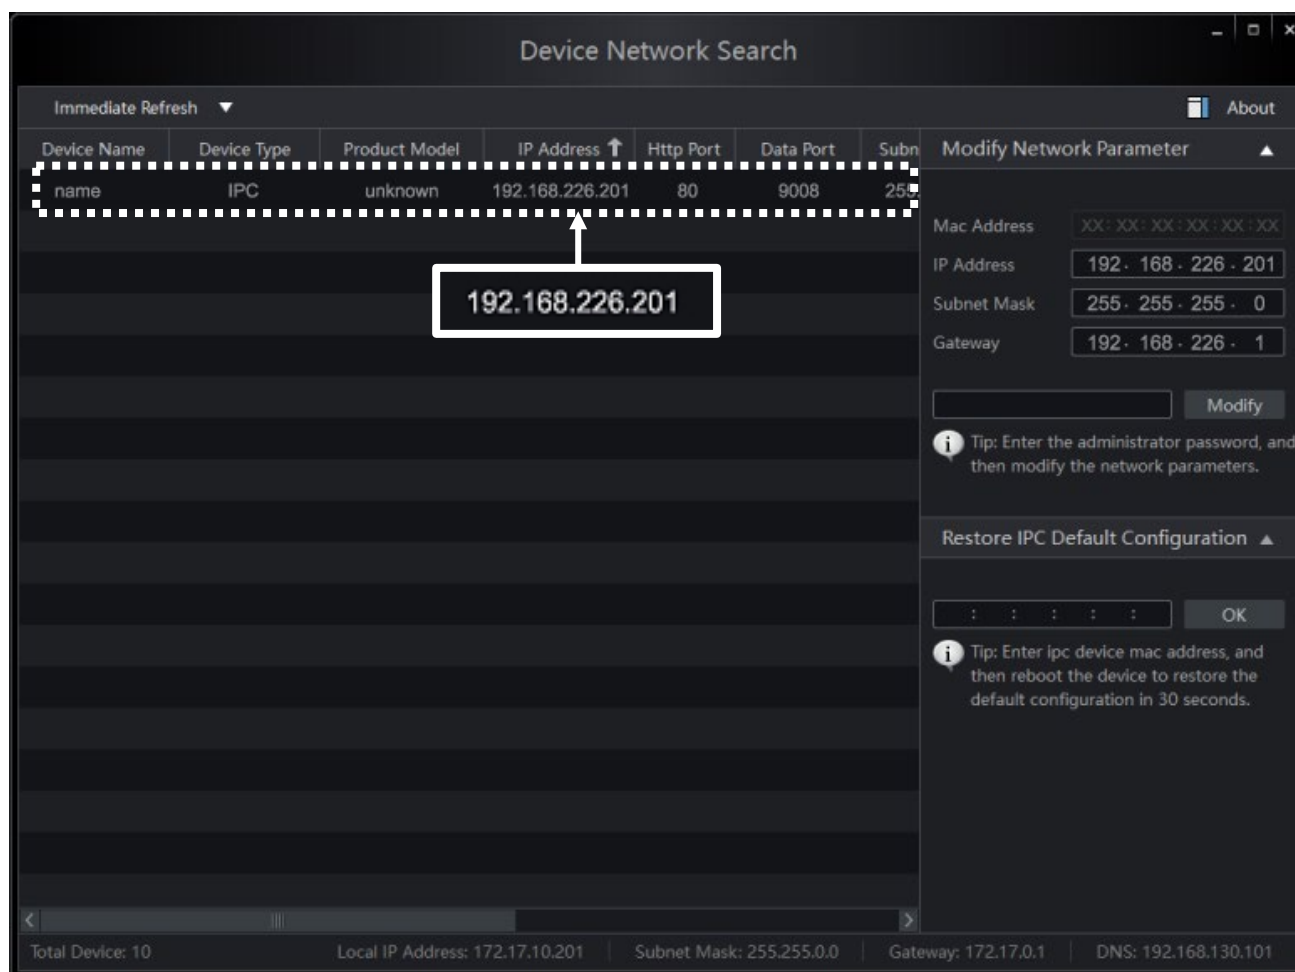 Device Network Search
Immediate Refresh ▼ About
Device Name Device Type Product Model IP Address ↑ Http Port Data Port Subn
name IPC unknown 192.168.226.201 80 9008 255.
192.168.226.201
Modify Network Parameter ▲
Mac Address XX:XX:XX:XX:XX:XX
IP Address 192. 168. 226. 201
Subnet Mask 255. 255. 255. 0
Gateway 192. 168. 226. 1
Modify
Tip: Enter the administrator password, and
then modify the network parameters.
Restore IPC Default Configuration ▲
: : : : : OK
Tip: Enter ipc device mac address, and
then reboot the device to restore the
default configuration in 30 seconds.
Total Device: 10 Local IP Address: 172.17.10.201 Subnet Mask: 255.255.0.0 Gateway: 172.17.0.1 DNS: 192.168.130.101